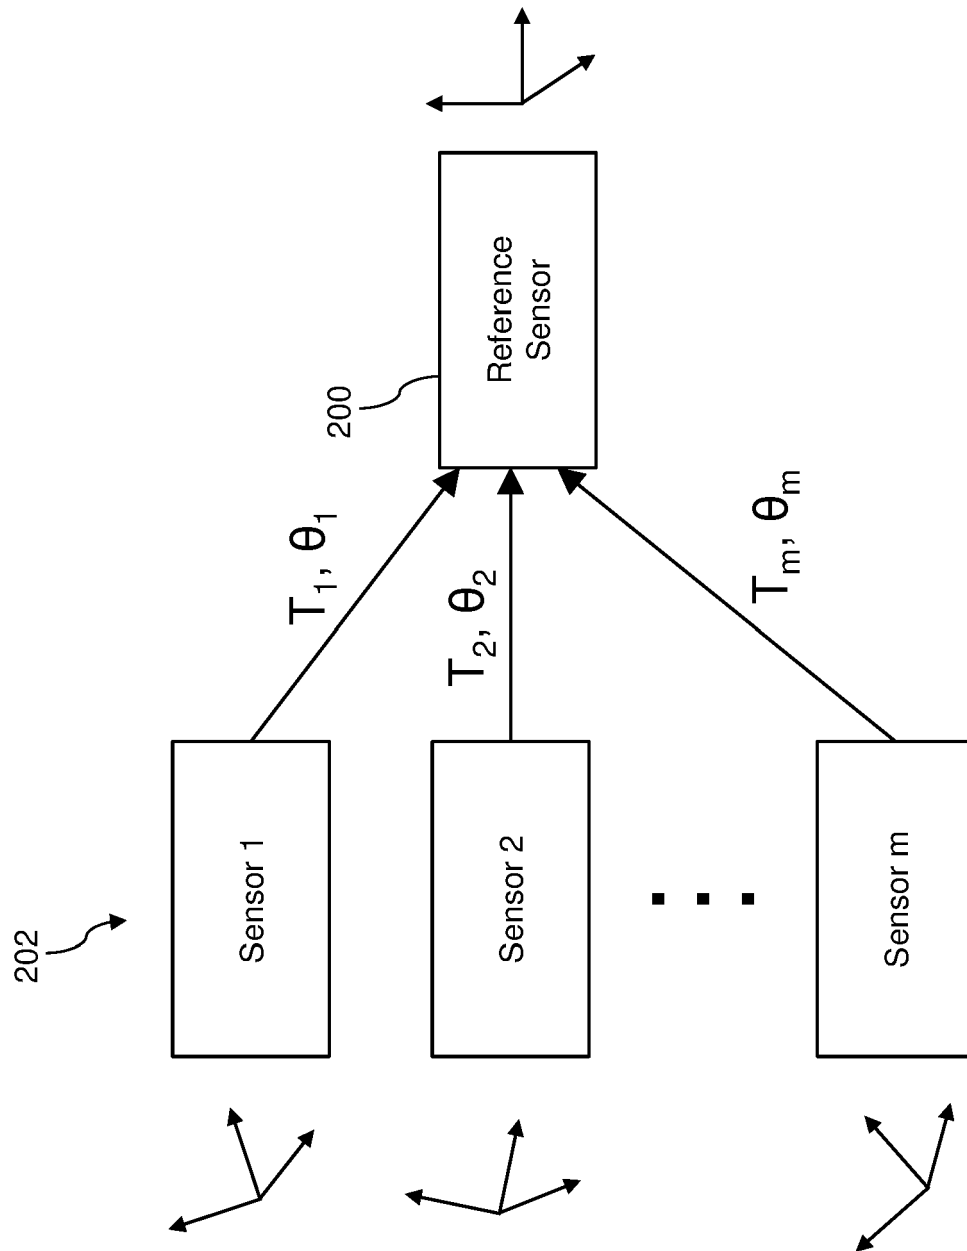 202
Sensor 1
T₁, θ₁
200
Sensor 2
T₂, θ₂
Reference
Sensor
Tₘ, θₘ
Sensor m